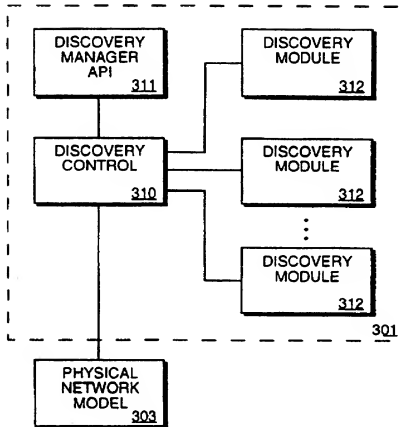 DISCOVERY
MANAGER
API
311
DISCOVERY
MODULE
312
DISCOVERY
CONTROL
310
DISCOVERY
MODULE
312
DISCOVERY
MODULE
312
301
PHYSICAL
NETWORK
MODEL
303